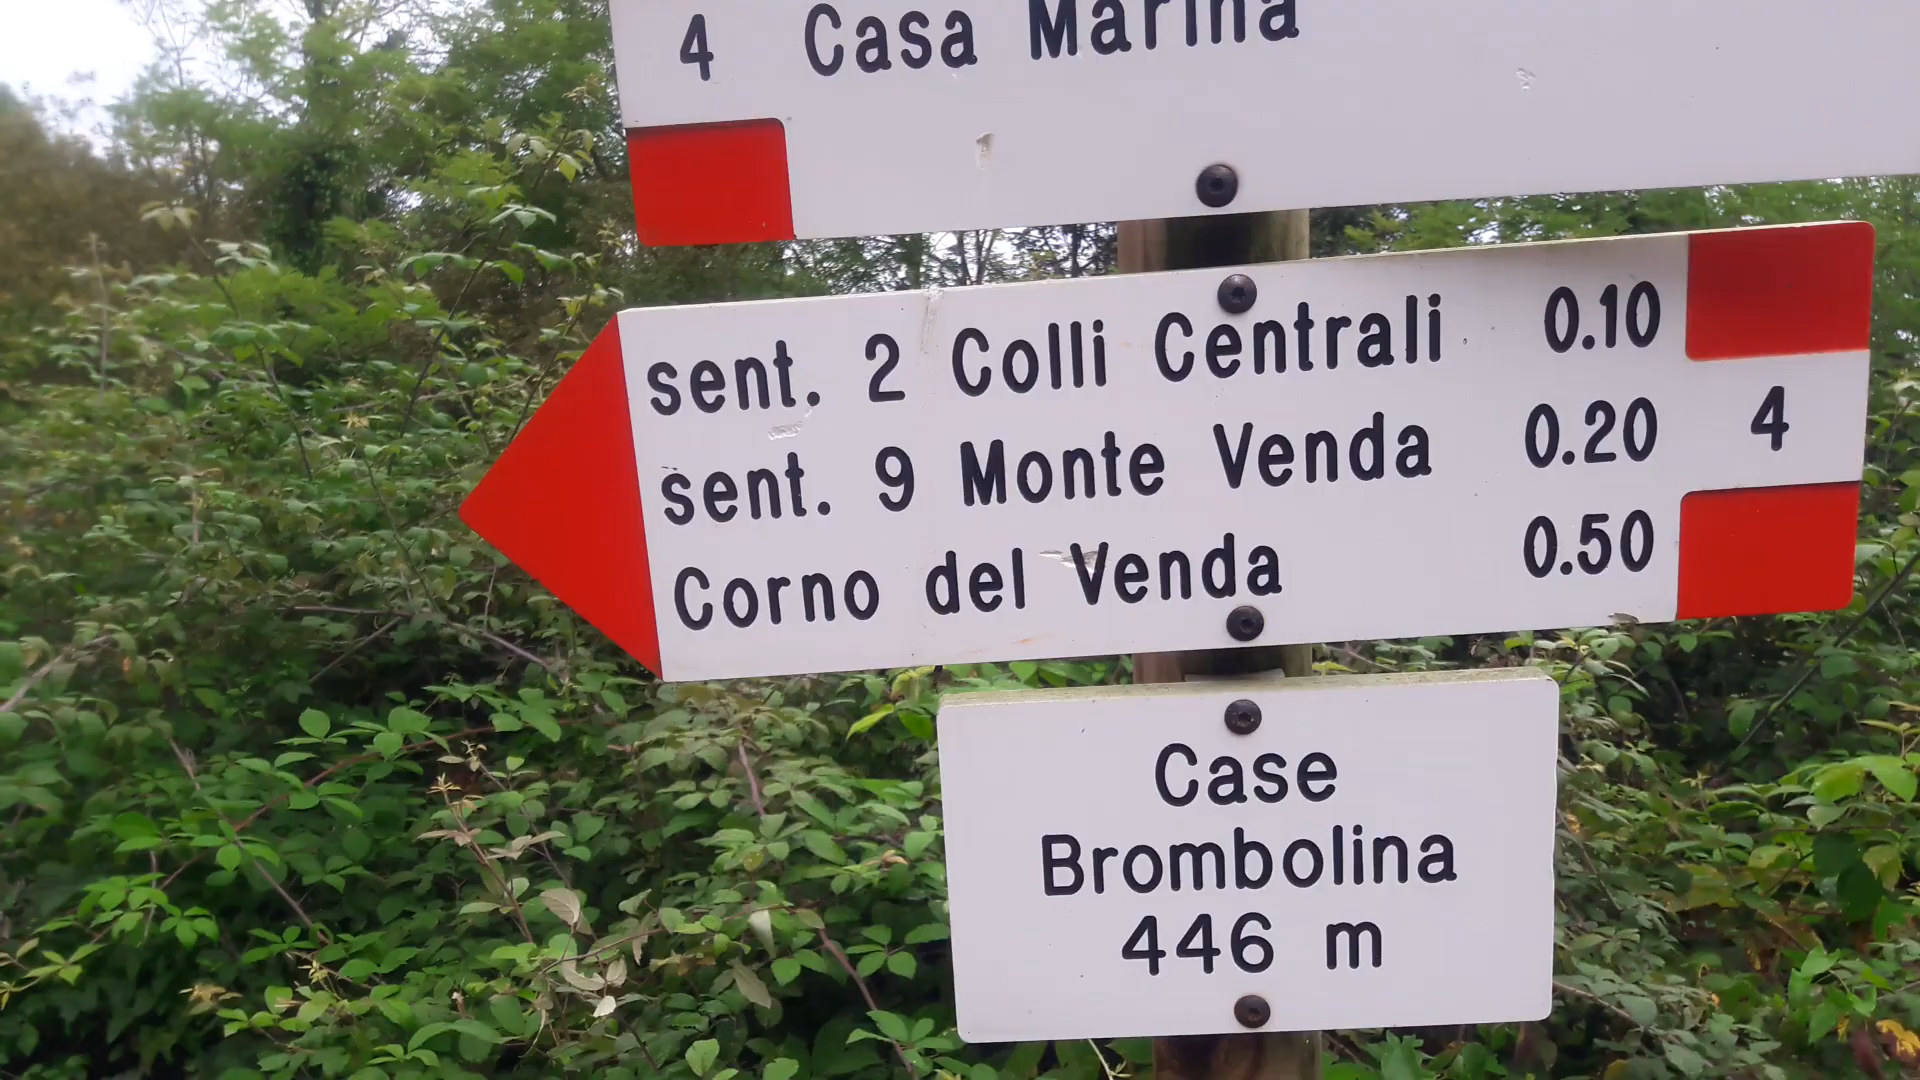 4 Casa Marina
sent. 2 Colli Centrali 0.10
sent. 9 Monte Venda 0.20
4
Corno del Venda 0.50
Case
Brombolina
446 m